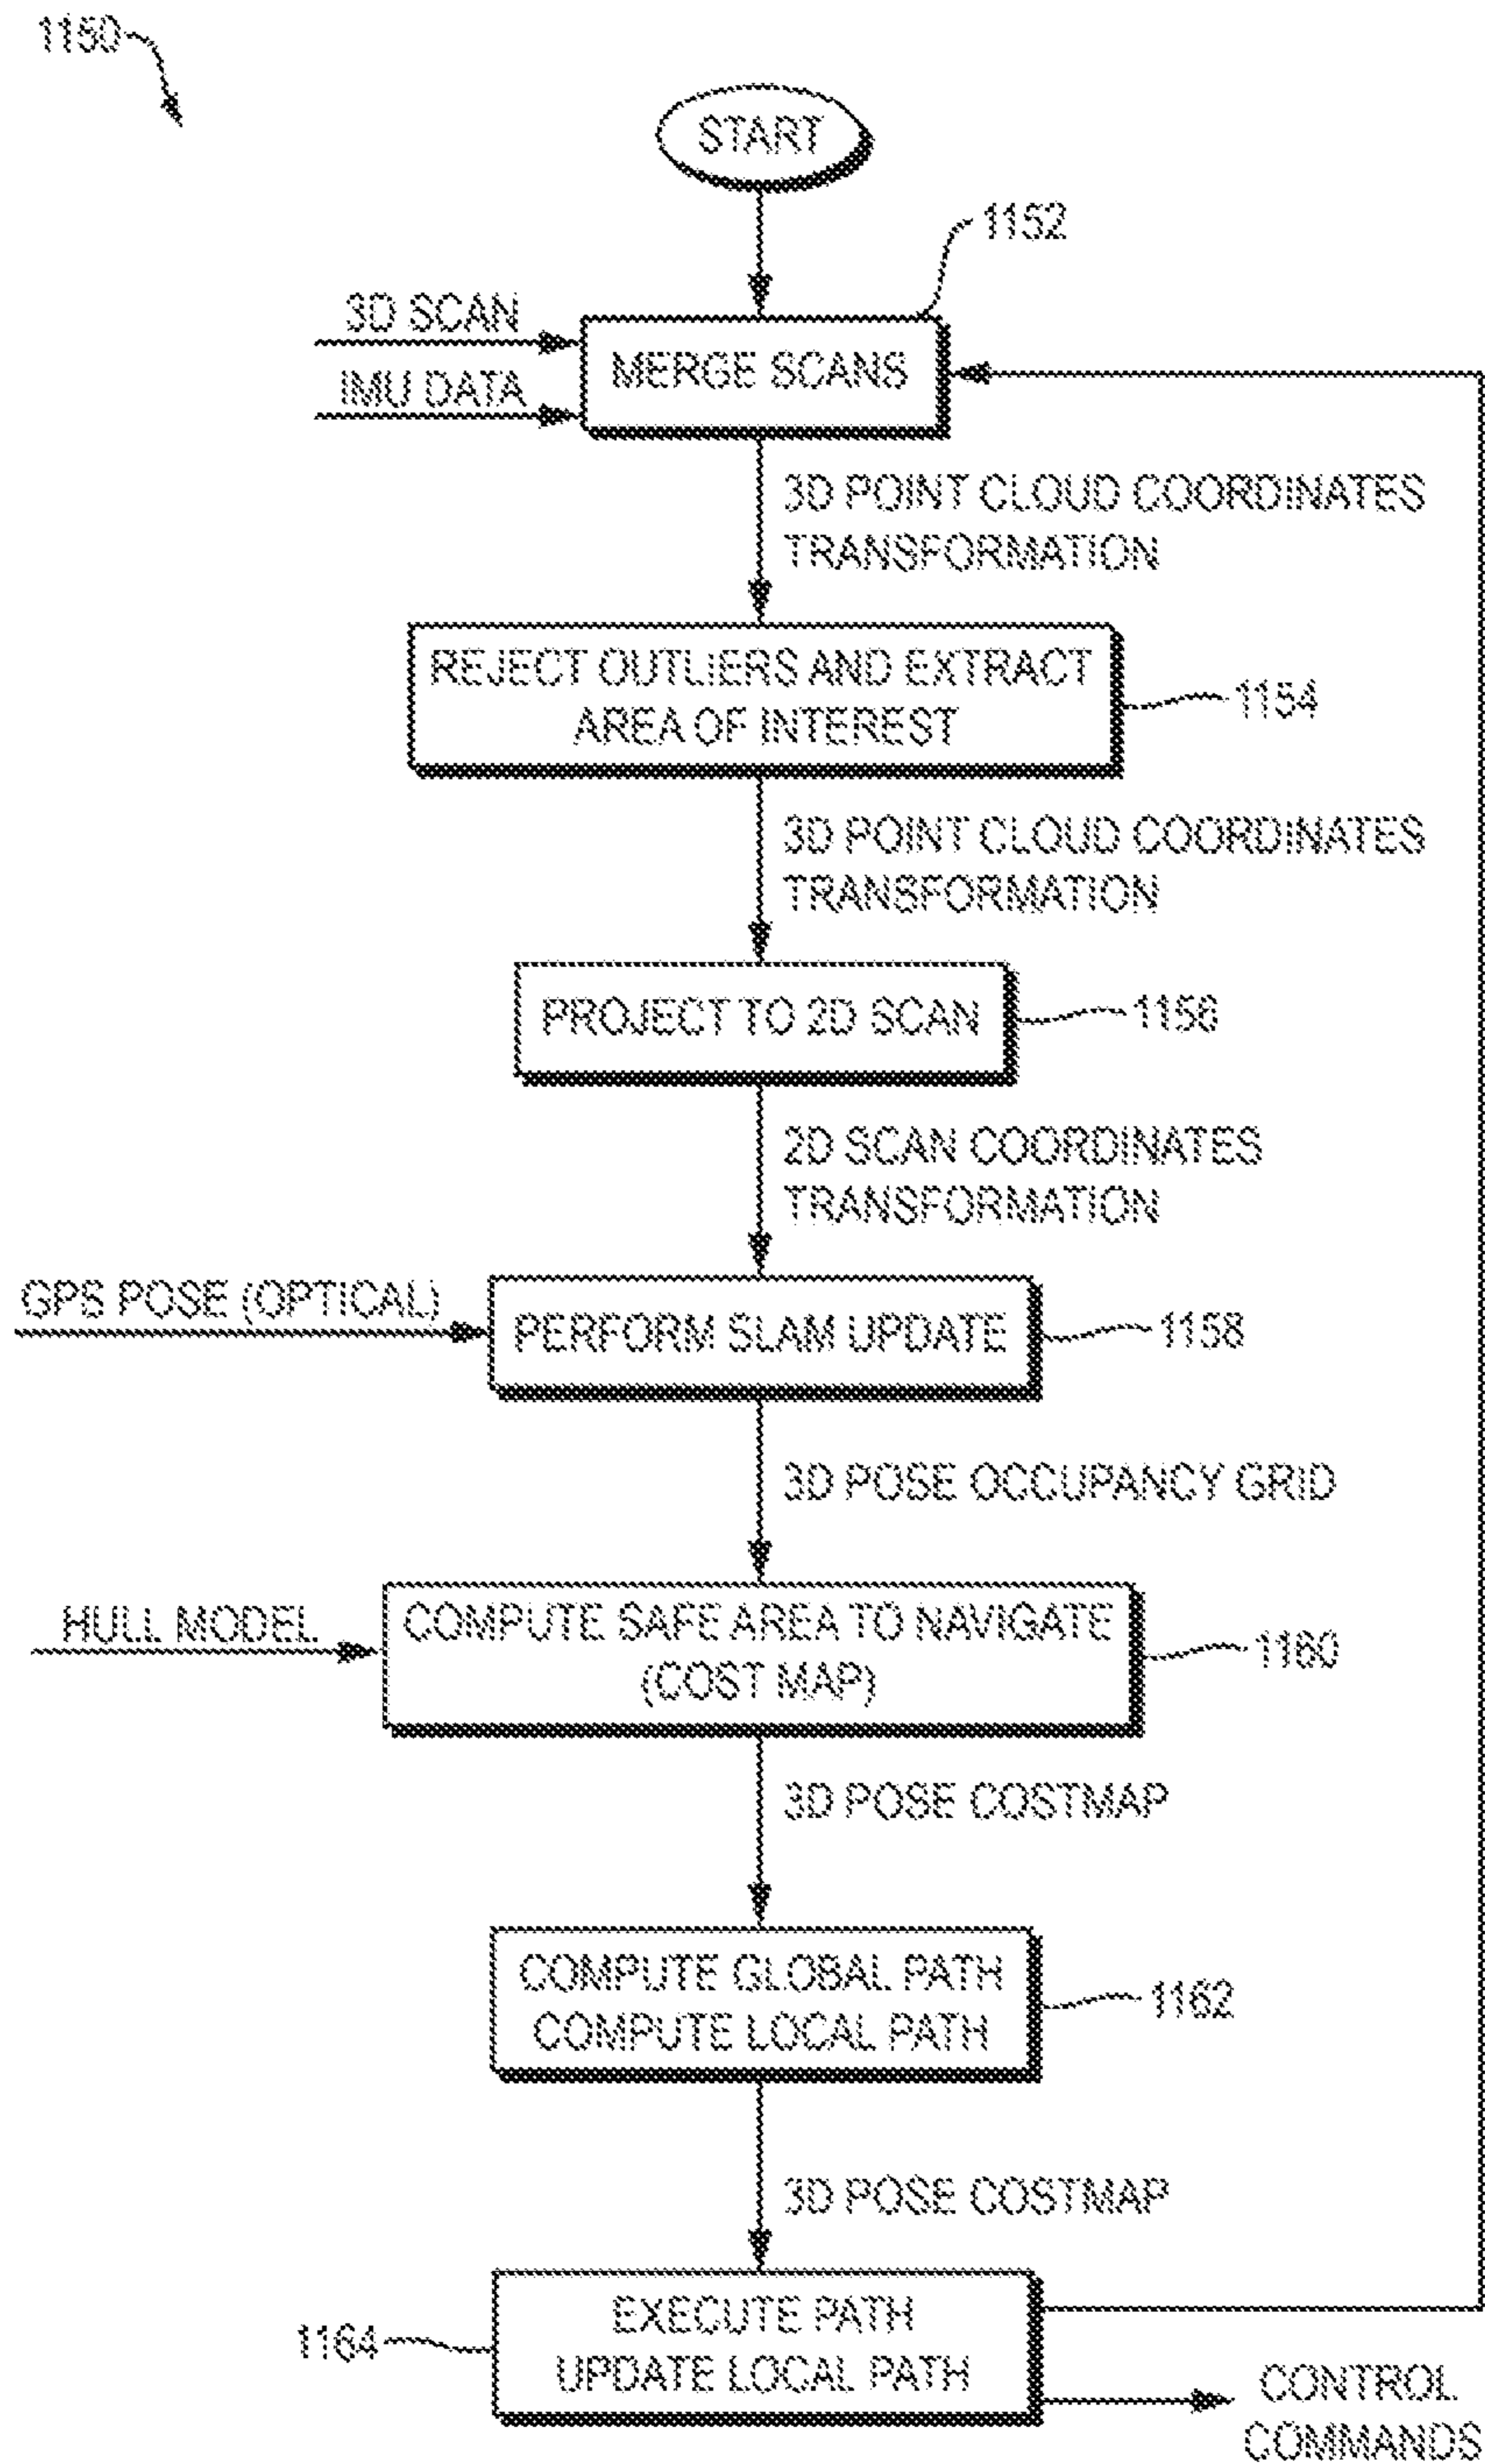 1150
START
1152
3D SCAN
IMU DATA
MERGE SCANS
3D POINT CLOUD COORDINATES
TRANSFORMATION
REJECT OUTLIERS AND EXTRACT
AREA OF INTEREST
1154
3D POINT CLOUD COORDINATES
TRANSFORMATION
PROJECT TO 2D SCAN
1156
2D SCAN COORDINATES
TRANSFORMATION
GPS POSE (OPTICAL)
PERFORM SLAM UPDATE
1158
3D POSE OCCUPANCY GRID
HULL MODEL
COMPUTE SAFE AREA TO NAVIGATE
(COST MAP)
1160
3D POSE COSTMAP
COMPUTE GLOBAL PATH
COMPUTE LOCAL PATH
1162
3D POSE COSTMAP
1164
EXECUTE PATH
UPDATE LOCAL PATH
CONTROL
COMMANDS